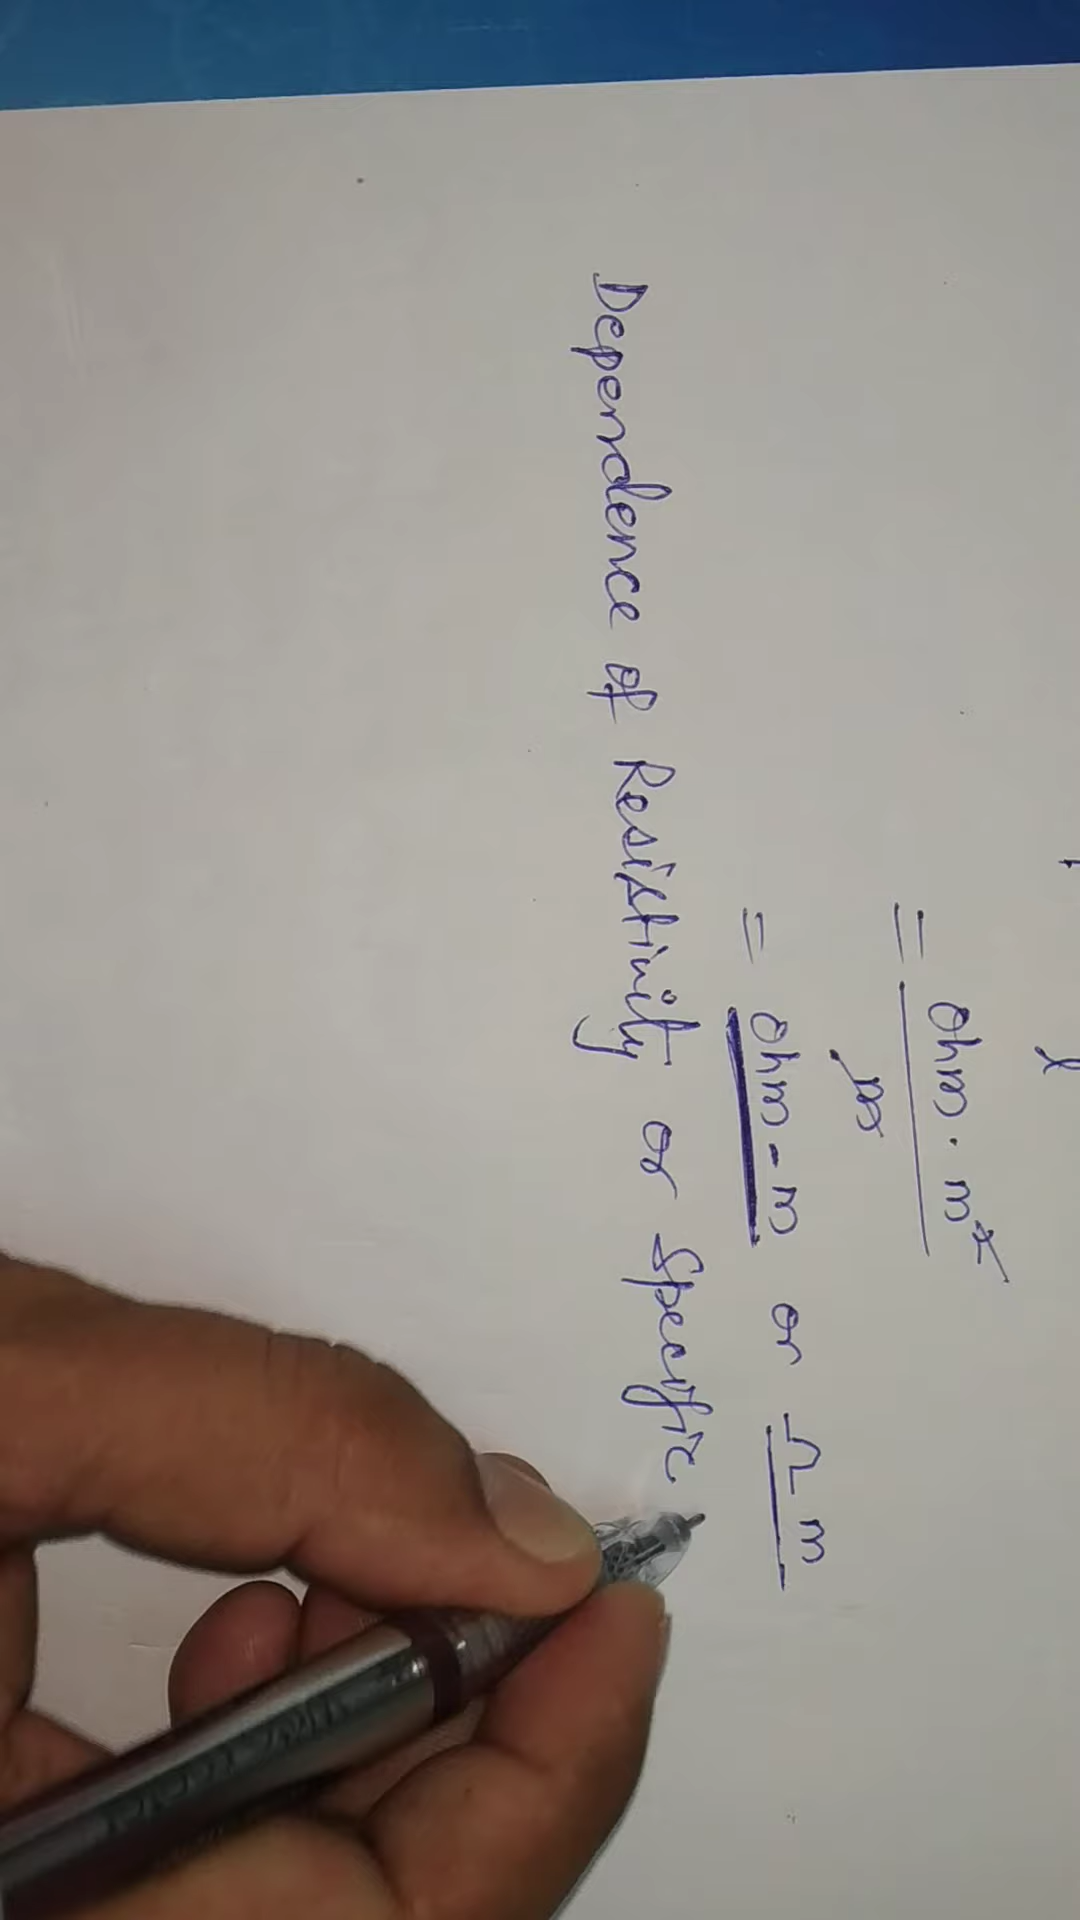 l
= ohm · m²
m
= ohm - m or Ω m
Dependence of Resistivity or Specific